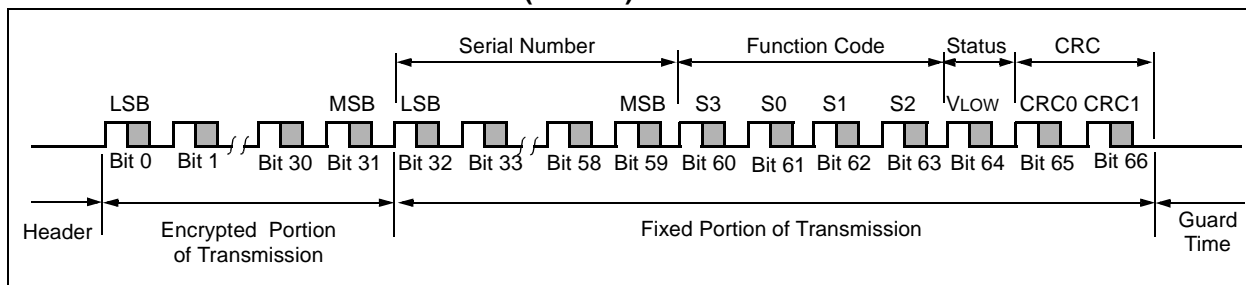 Serial Number Function Code Status CRC
LSB MSB LSB MSB S3 S0 S1 S2 VLOW CRC0 CRC1
Bit 0 Bit 1 Bit 30 Bit 31 Bit 32 Bit 33 Bit 58 Bit 59 Bit 60 Bit 61 Bit 62 Bit 63 Bit 64 Bit 65 Bit 66
Header Encrypted Portion Fixed Portion of Transmission Guard
of Transmission Time